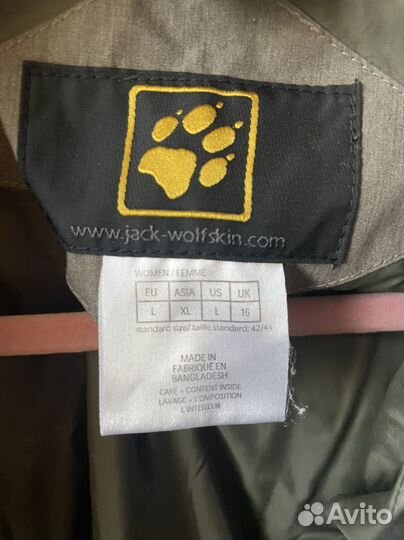 www.jack-wolfskin.com
WOMEN / FEMME
EU ASIA US UK
L XL L 16
standard size/ taille standard: 42/44
MADE IN
FABRIQUÉ EN
BANGLADESH
CARE + CONTENT INSIDE
LAVAGE + COMPOSITION
L'INTERIEUR
Avito